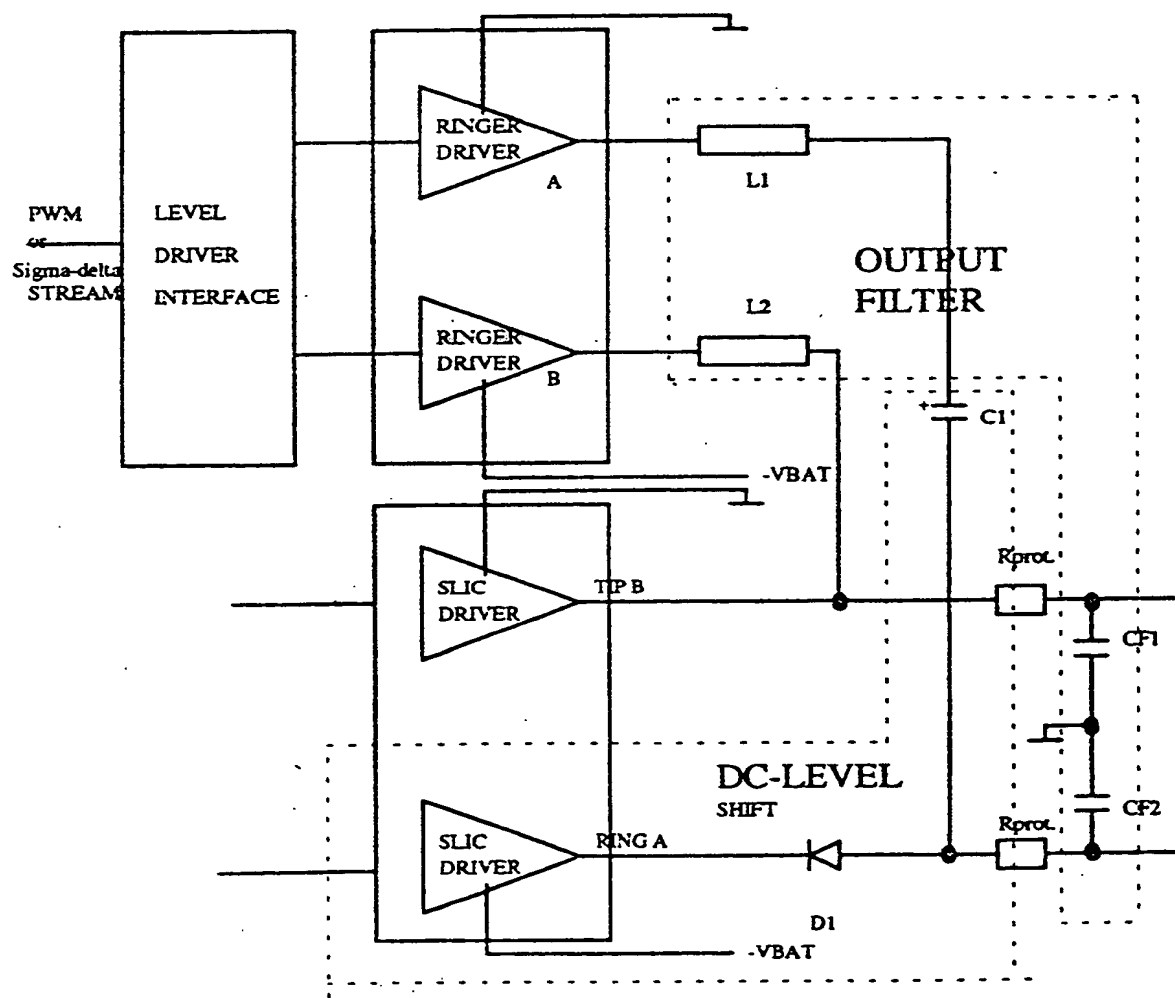 RINGER
DRIVER
A
L1
PWM
or
Sigma-delta
STREAM
LEVEL
DRIVER
INTERFACE
OUTPUT
FILTER
L2
RINGER
DRIVER
B
+
C1
-VBAT
Rprot.
SLIC
DRIVER
TIP B
CF1
DC-LEVEL
SHIFT
CF2
Rprot.
SLIC
DRIVER
RING A
D1
-VBAT